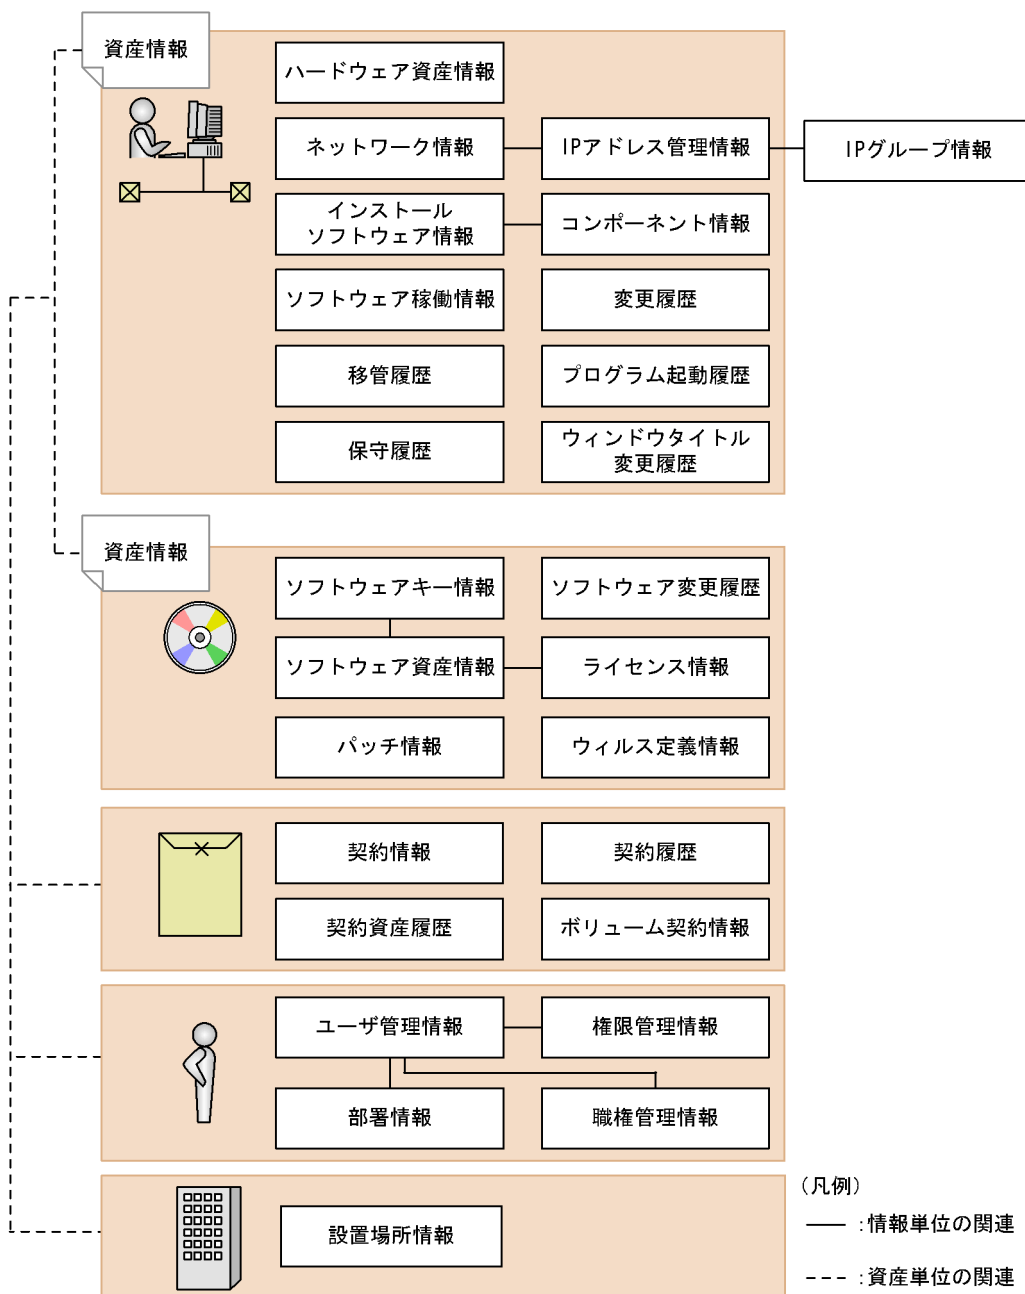 資産情報
ハードウェア資産情報
ネットワーク情報
IPアドレス管理情報
IPグループ情報
インストール
ソフトウェア情報
コンポーネント情報
ソフトウェア稼働情報
変更履歴
移管履歴
プログラム起動履歴
保守履歴
ウィンドウタイトル
変更履歴
資産情報
ソフトウェアキー情報
ソフトウェア変更履歴
ソフトウェア資産情報
ライセンス情報
パッチ情報
ウィルス定義情報
契約情報
契約履歴
契約資産履歴
ボリューム契約情報
ユーザ管理情報
権限管理情報
部署情報
職権管理情報
設置場所情報
（凡例）
：情報単位の関連
：資産単位の関連